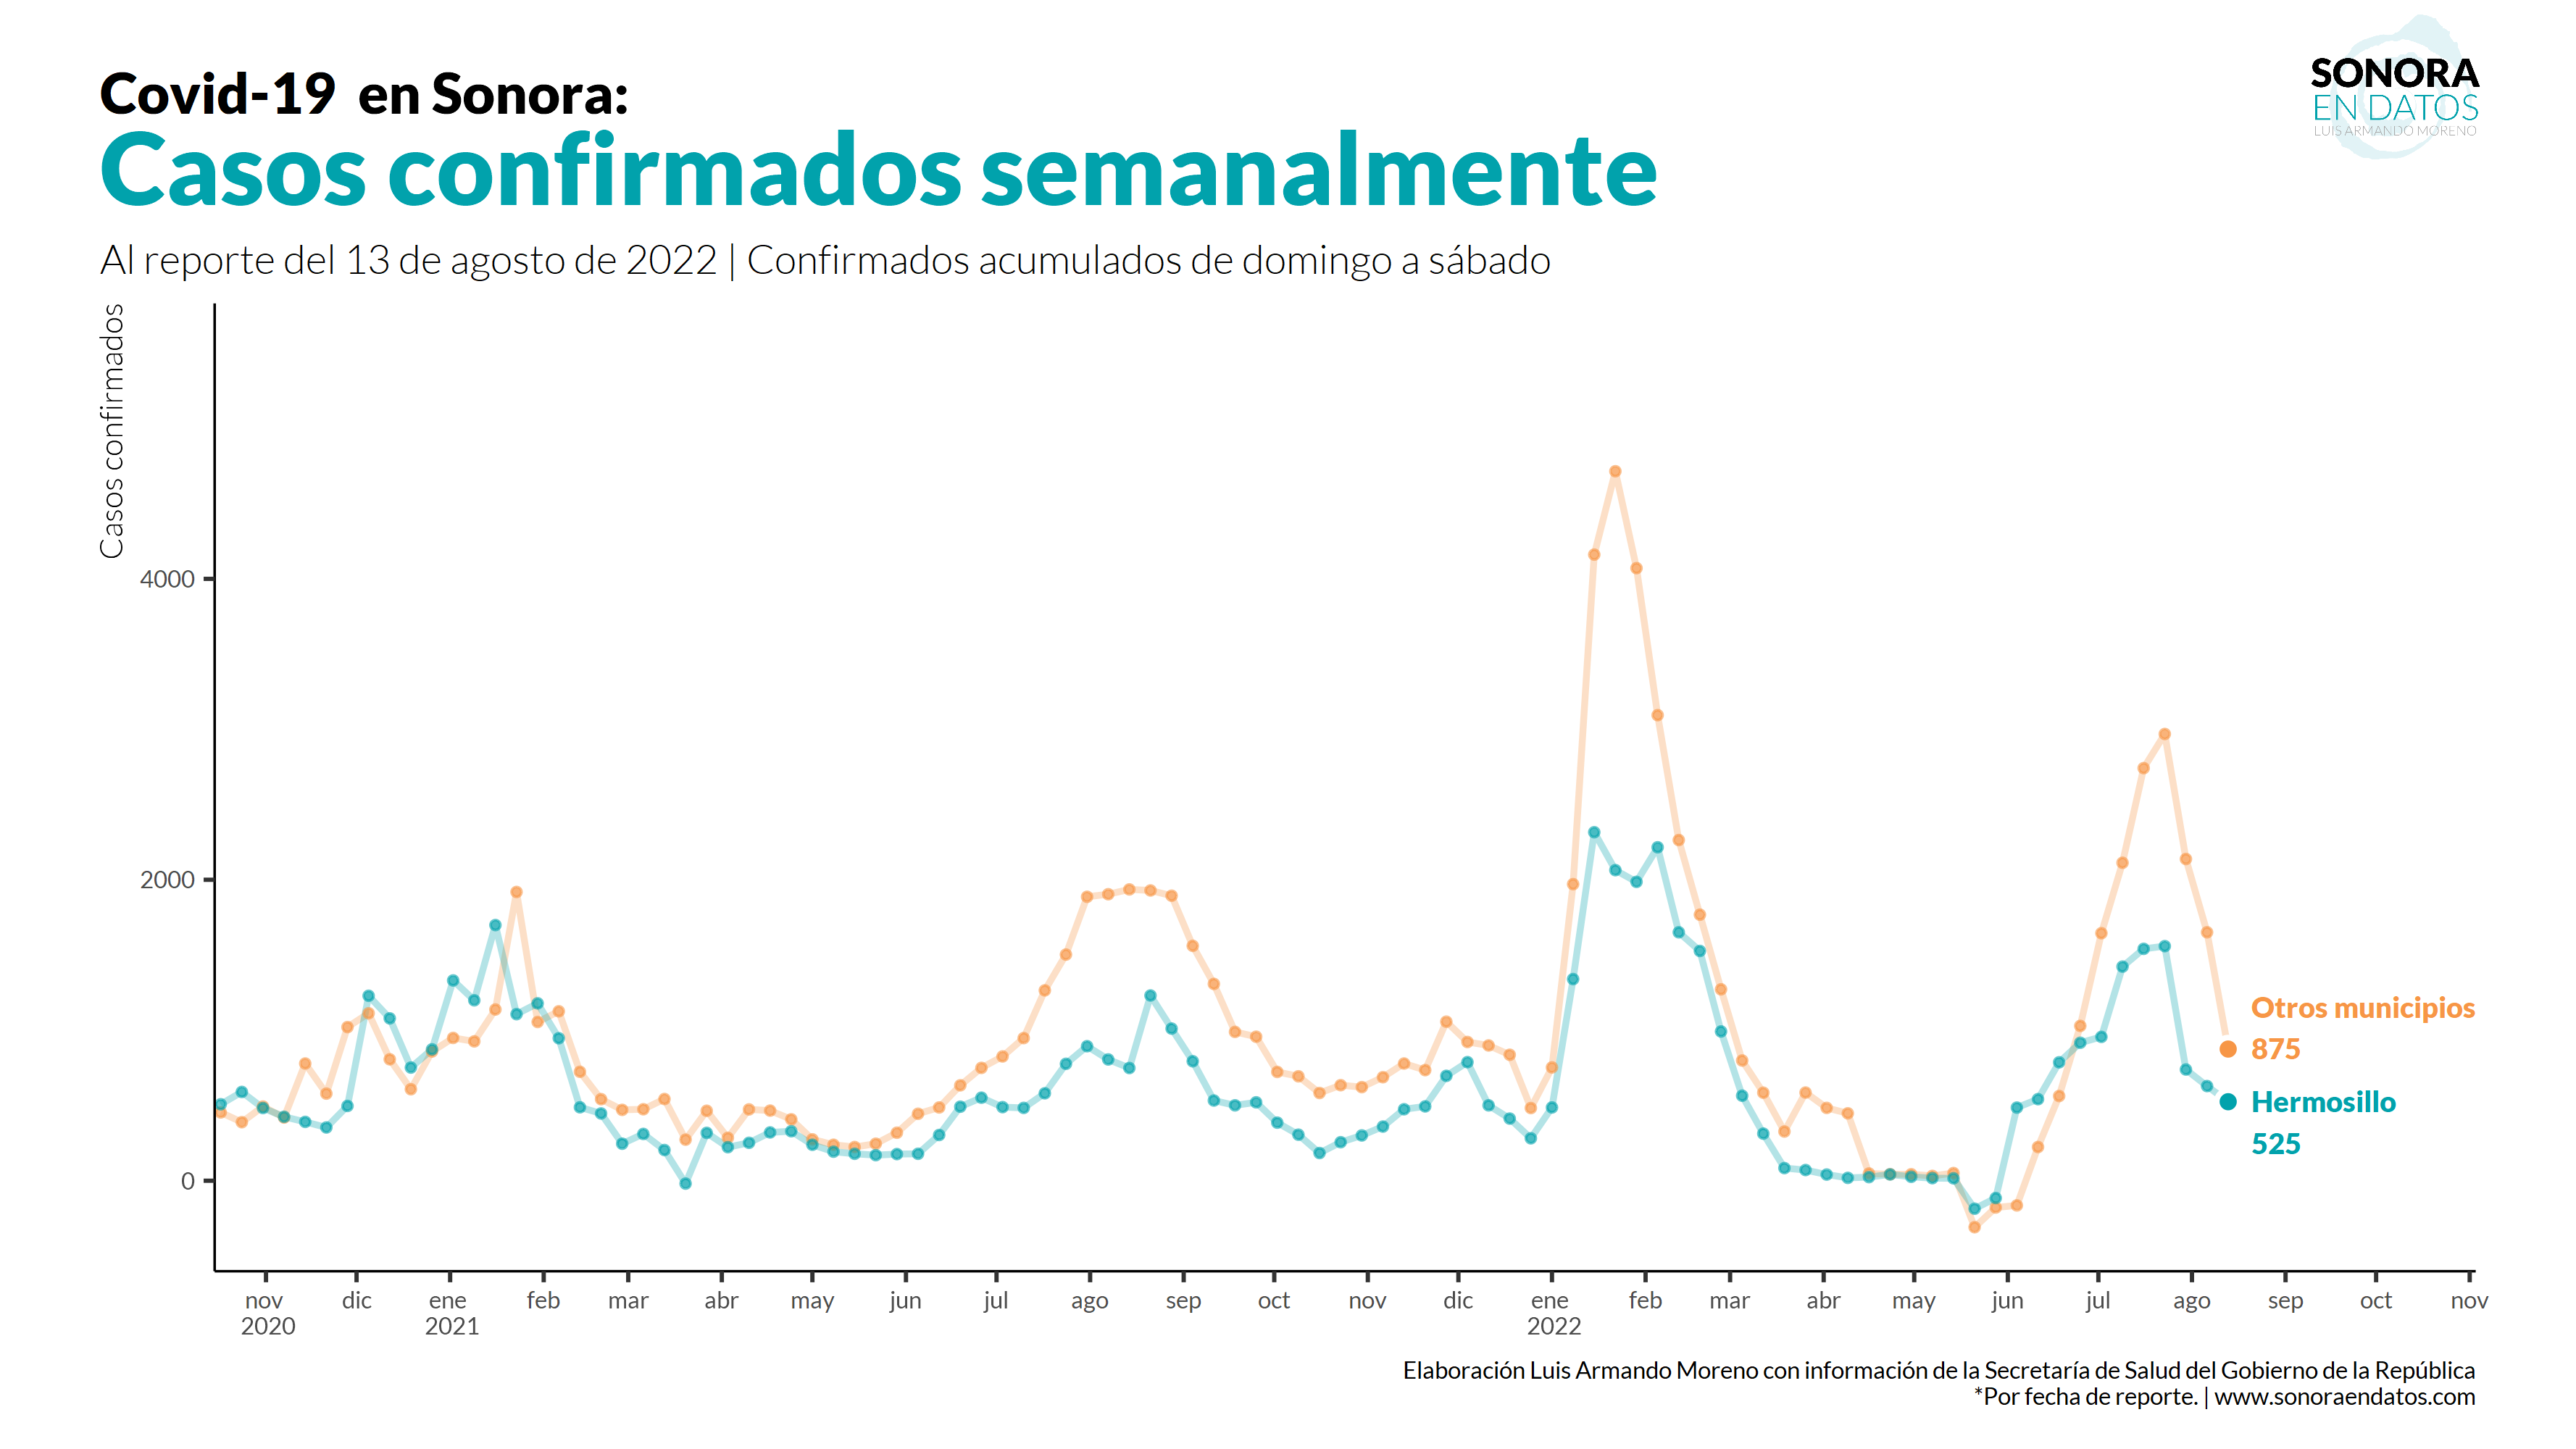 Covid-19 en Sonora:
SONORA
EN DATOS
LUIS ARMANDO MORENO
Casos confirmados semanalmente
Al reporte del 13 de agosto de 2022 | Confirmados acumulados de domingo a sábado
Casos confirmados
4000
2000
0
Otros municipios
875
Hermosillo
525
nov dic ene feb mar abr may jun jul ago sep oct nov dic ene feb mar abr may jun jul ago sep oct nov
2020 2021 2022
Elaboración Luis Armando Moreno con información de la Secretaría de Salud del Gobierno de la República
*Por fecha de reporte. | www.sonoraendatos.com